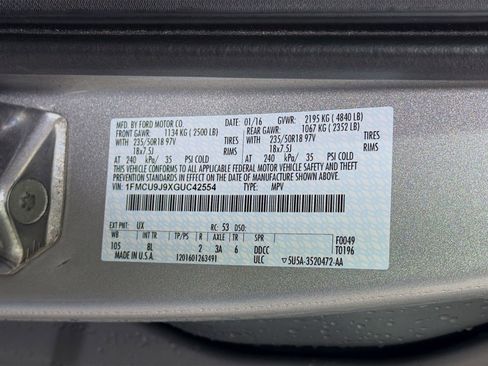 MFD. BY FORD MOTOR CO.
01/16 GVWR: 2195 KG ( 4840 LB)
FRONT GAWR: 1134 KG ( 2500 LB) REAR GAWR: 1067 KG ( 2352 LB)
235/50R18 97V TIRES 235/50R18 97V TIRES
18x7.5J RIMS 18x7.5J RIMS
AT 240 kPa/ 35 PSI COLD AT 240 kPa/ 35 PSI COLD
THIS VEHICLE CONFORMS TO ALL APPLICABLE FEDERAL MOTOR VEHICLE SAFETY AND
THEFT PREVENTION STANDARDS IN EFFECT ON THE DATE OF MANUFACTURE SHOWN ABOVE.
VIN: 1FMCU9J9XGUC42554 TYPE: MPV
EXT PNT: UX RC: 53 DSO:
WB INT TR TP/PS R AXLE TR SPR F0049
105 8L 2 3A 6 DDCC T0196
MADE IN U.S.A. 1201601263491 ULC 5U5A-3520472-AA